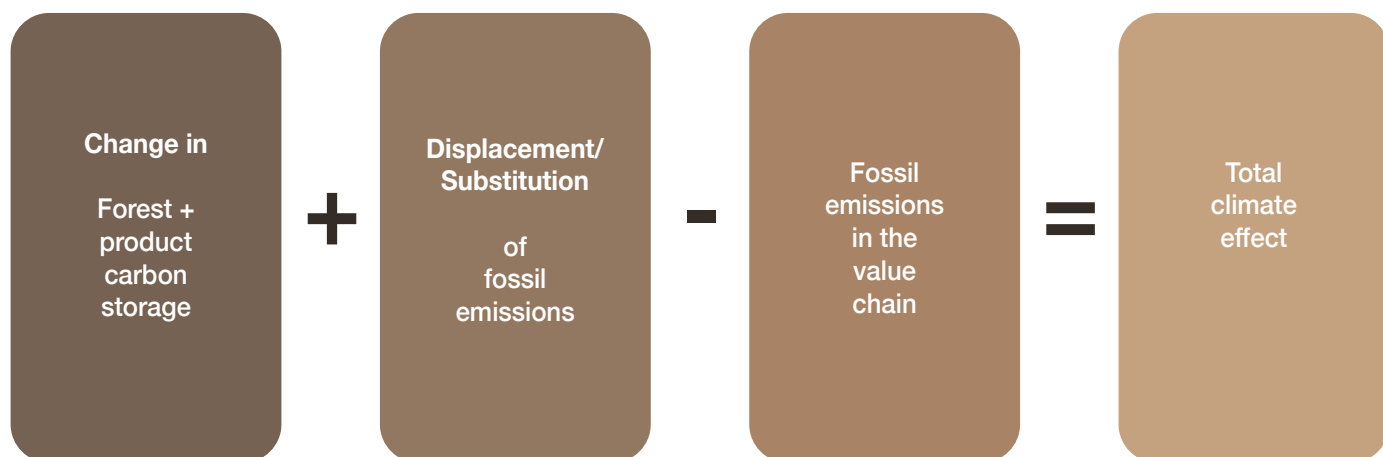 Change in
Forest +
product
carbon
storage
+
Displacement/
Substitution
of
fossil
emissions
-
Fossil
emissions
in the
value
chain
=
Total
climate
effect